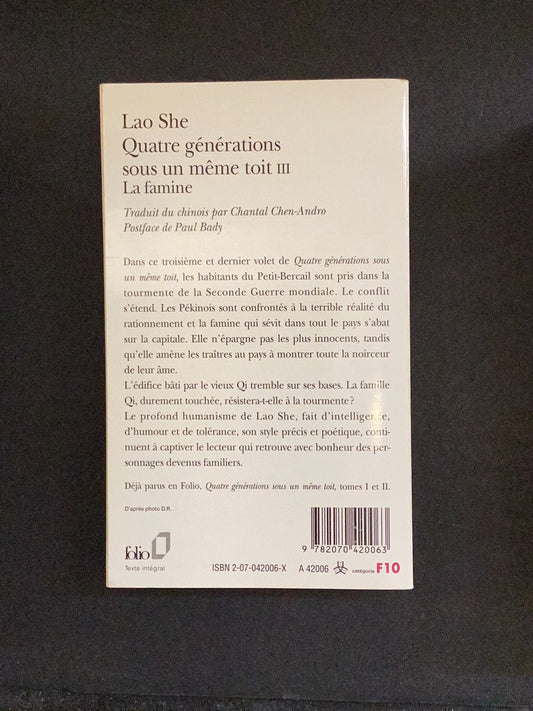 Lao She
Quatre générations
sous un même toit III
La famine
Traduit du chinois par Chantal Chen-Andro
Postface de Paul Bady
Dans ce troisième et dernier volet de Quatre générations sous
un même toit, les habitants du Petit-Bercail sont pris dans la
tourmente de la Seconde Guerre mondiale. Le conflit
s'étend. Les Pékinois sont confrontés à la terrible réalité du
rationnement et la famine qui sévit dans tout le pays s'abat
sur la capitale. Elle n'épargne pas les plus innocents, tandis
qu'elle amène les traîtres au pays à montrer toute la noirceur
de leur âme.
L'édifice bâti par le vieux Qi tremble sur ses bases. La famille
Qi, durement touchée, résistera-t-elle à la tourmente ?
Le profond humanisme de Lao She, fait d'intelligence,
d'humour et de tolérance, son style précis et poétique, conti-
nuent à captiver le lecteur qui retrouve avec bonheur des per-
sonnages devenus familiers.
Déjà parus en Folio, Quatre générations sous un même toit, tomes I et II.
D'après photo D.R.
9 782070 420063
folio
Texte intégral
ISBN 2-07-042006-X A 42006 catégorie F10